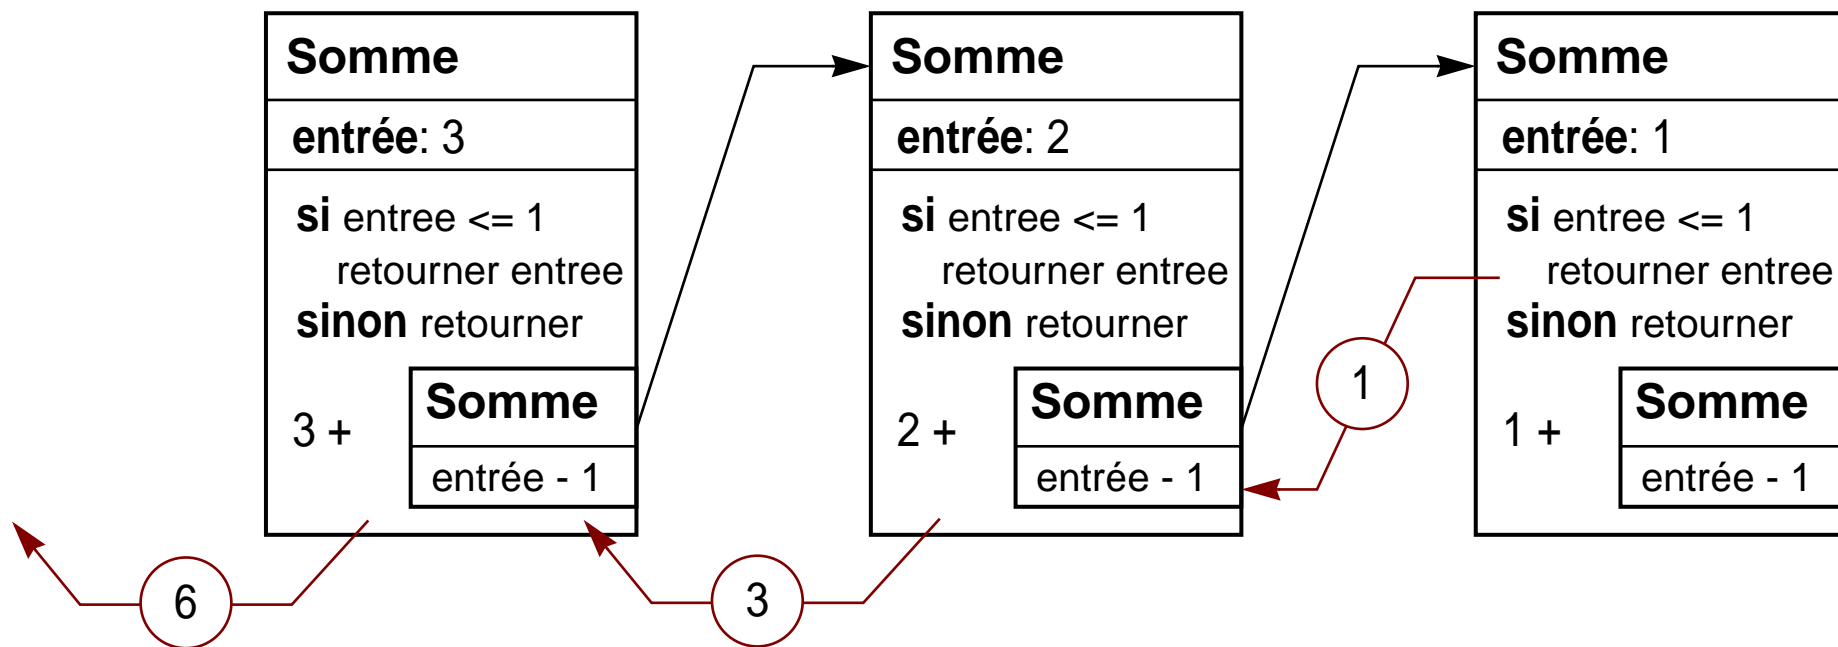 Somme
entrée: 3
si entree <= 1
retourner entree
sinon retourner
3 +
Somme
entrée - 1
Somme
entrée: 2
si entree <= 1
retourner entree
sinon retourner
2 +
Somme
entrée - 1
Somme
entrée: 1
si entree <= 1
retourner entree
sinon retourner
1 +
Somme
entrée - 1
1
3
6